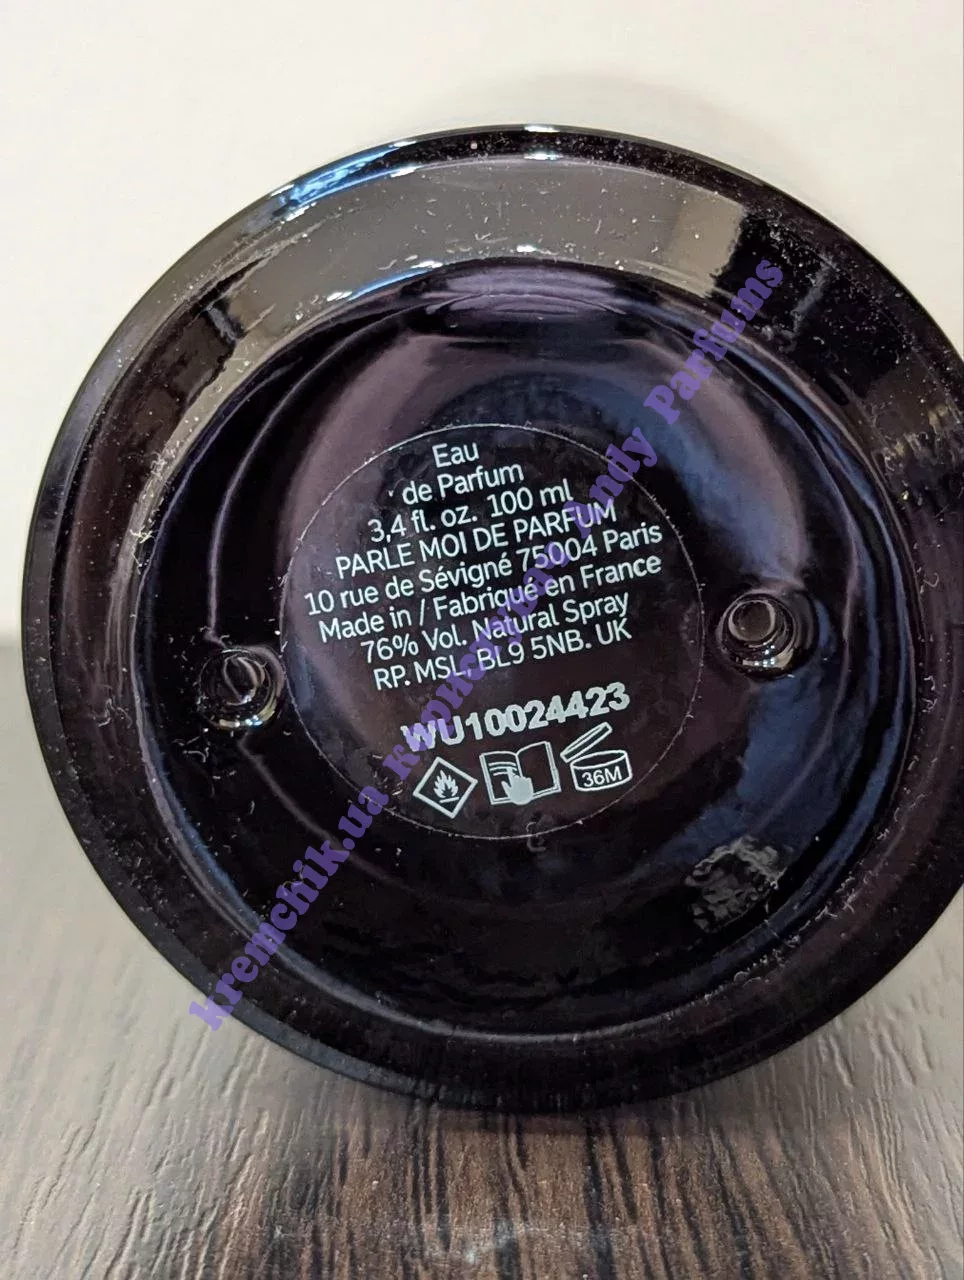 Eau
de Parfum
3,4 fl. oz. 100 ml
PARLE MOI DE PARFUM
10 rue de Sévigné 75004 Paris
Made in / Fabriqué en France
76% Vol. Natural Spray
RP. MSL, BL9 5NB. UK
WU10024423
36M
kremchik.ua
Andy Parfums